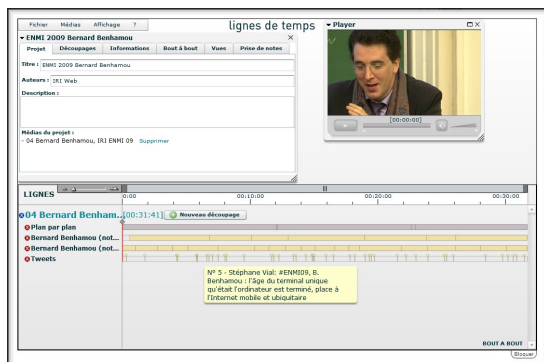 Fichier Médias Affichage ?
lignes de temps
ENMI 2009 Bernard Benhamou
Projet Découpages Informations Bout à bout Vues Prise de notes
Titre : ENMI 2009 Bernard Benhamou
Auteurs : IRI Web
Description :
Médias du projet :
- 04 Bernard Benhamou, IRI ENMI 09 Supprimer
Player
[00:00:00]
LIGNES
0:00 00:10:00 00:20:00 00:30:00
04 Bernard Benham... [00:31:41] Nouveau découpage
Plan par plan
Bernard Benhamou (not...
Bernard Benhamou (not...
Tweets
N° 5 - Stéphane Vial: #ENMI09, B.
Benhamou : l'âge du terminal unique
qu'était l'ordinateur est terminé, place à
l'Internet mobile et ubiquitaire
BOUT A BOUT
Bloquer